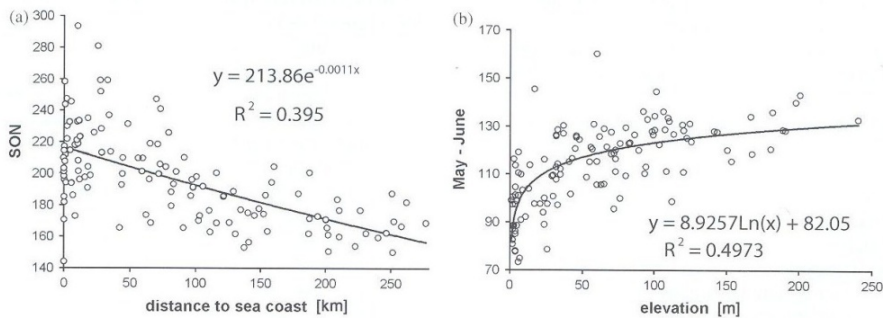 (a)
300
280
260
240
220
200
180
160
140
SON
y = 213.86e^-0.0011x
R² = 0.395
0 50 100 150 200 250
distance to sea coast [km]
(b)
170
150
130
110
90
70
May - June
y = 8.9257Ln(x) + 82.05
R² = 0.4973
0 50 100 150 200 250
elevation [m]